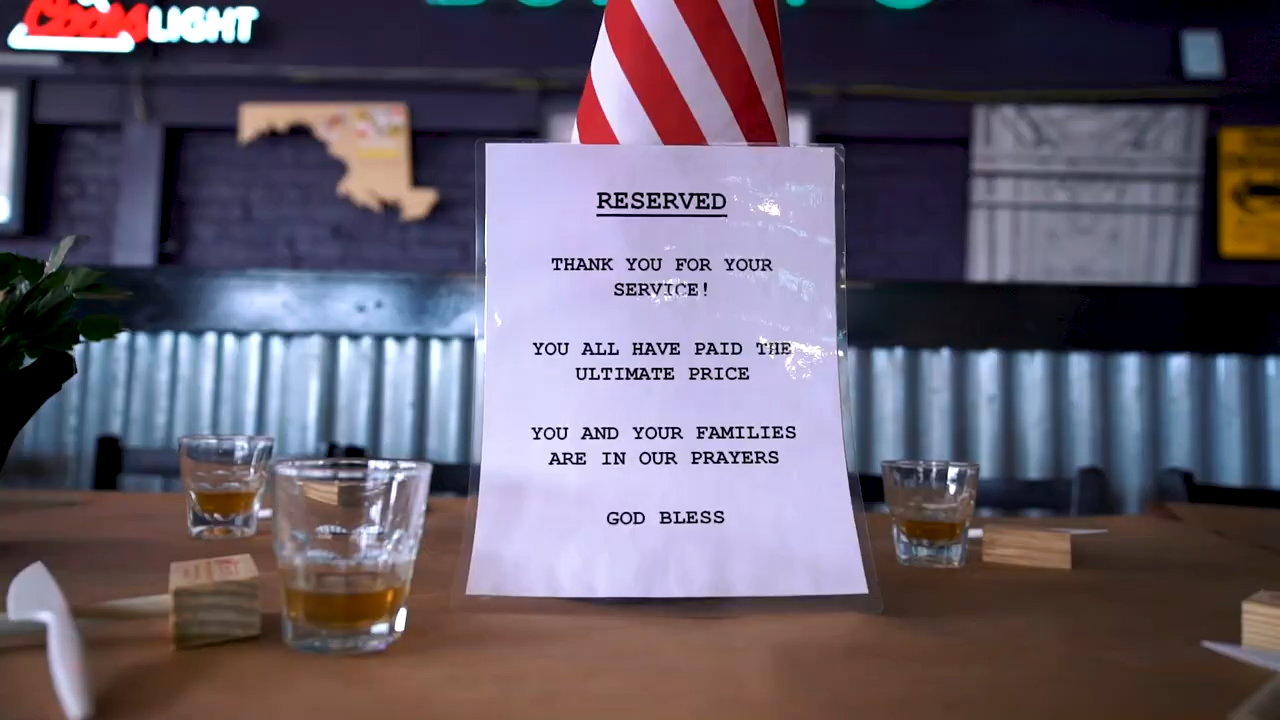 Coors LIGHT
RESERVED
THANK YOU FOR YOUR
SERVICE!
YOU ALL HAVE PAID THE
ULTIMATE PRICE
YOU AND YOUR FAMILIES
ARE IN OUR PRAYERS
GOD BLESS